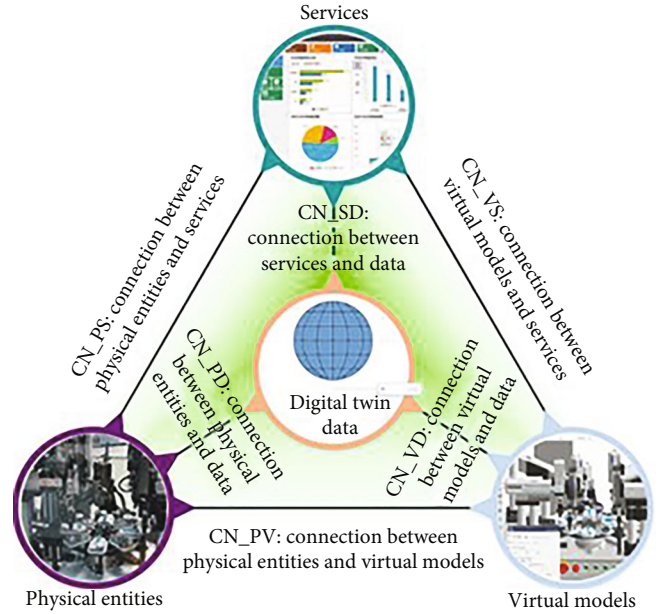 Services
CN_PS: connection between
physical entities and services
CN_SD:
connection between
services and data
CN_VS: connection between
virtual models and services
CN_PD: connection
between physical
entities and data
Digital twin
data
CN_VD: connection
between virtual
models and data
CN_PV: connection between
physical entities and virtual models
Physical entities
Virtual models